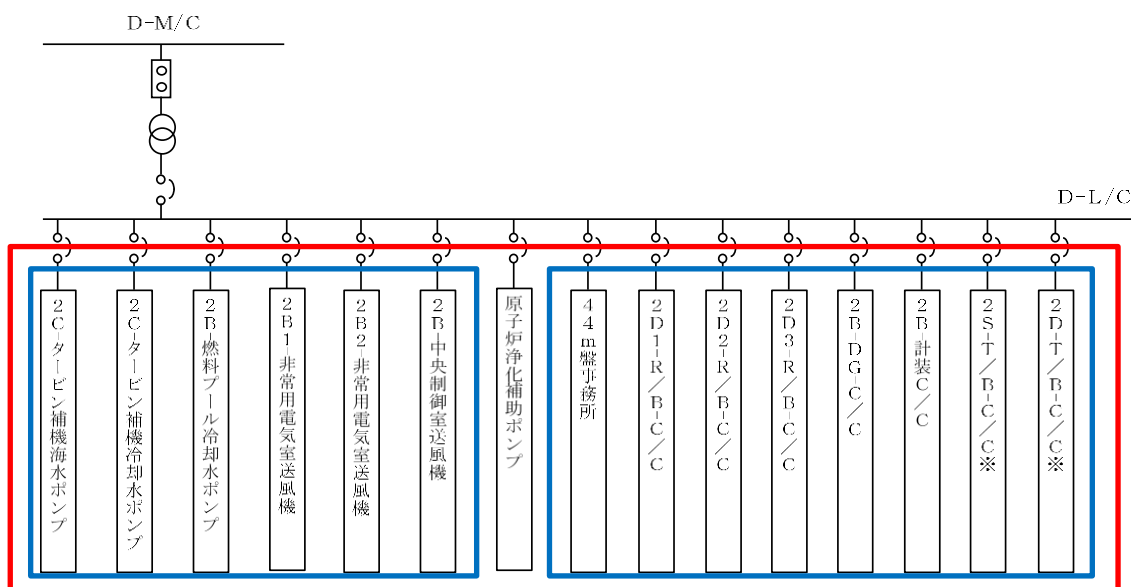 D-M/C
D-L/C
2C-タービン補機海水ポンプ
2C-タービン補機冷却水ポンプ
2B-燃料プール冷却水ポンプ
2B1-非常用電気室送風機
2B2-非常用電気室送風機
2B-中央制御室送風機
原子炉浄化補助ポンプ
44m盤事務所
2D1-R/B-C/C
2D2-R/B-C/C
2D3-R/B-C/C
2B-DG-C/C
2B-計装C/C
2S-T/B-C/C※
2D-T/B-C/C※